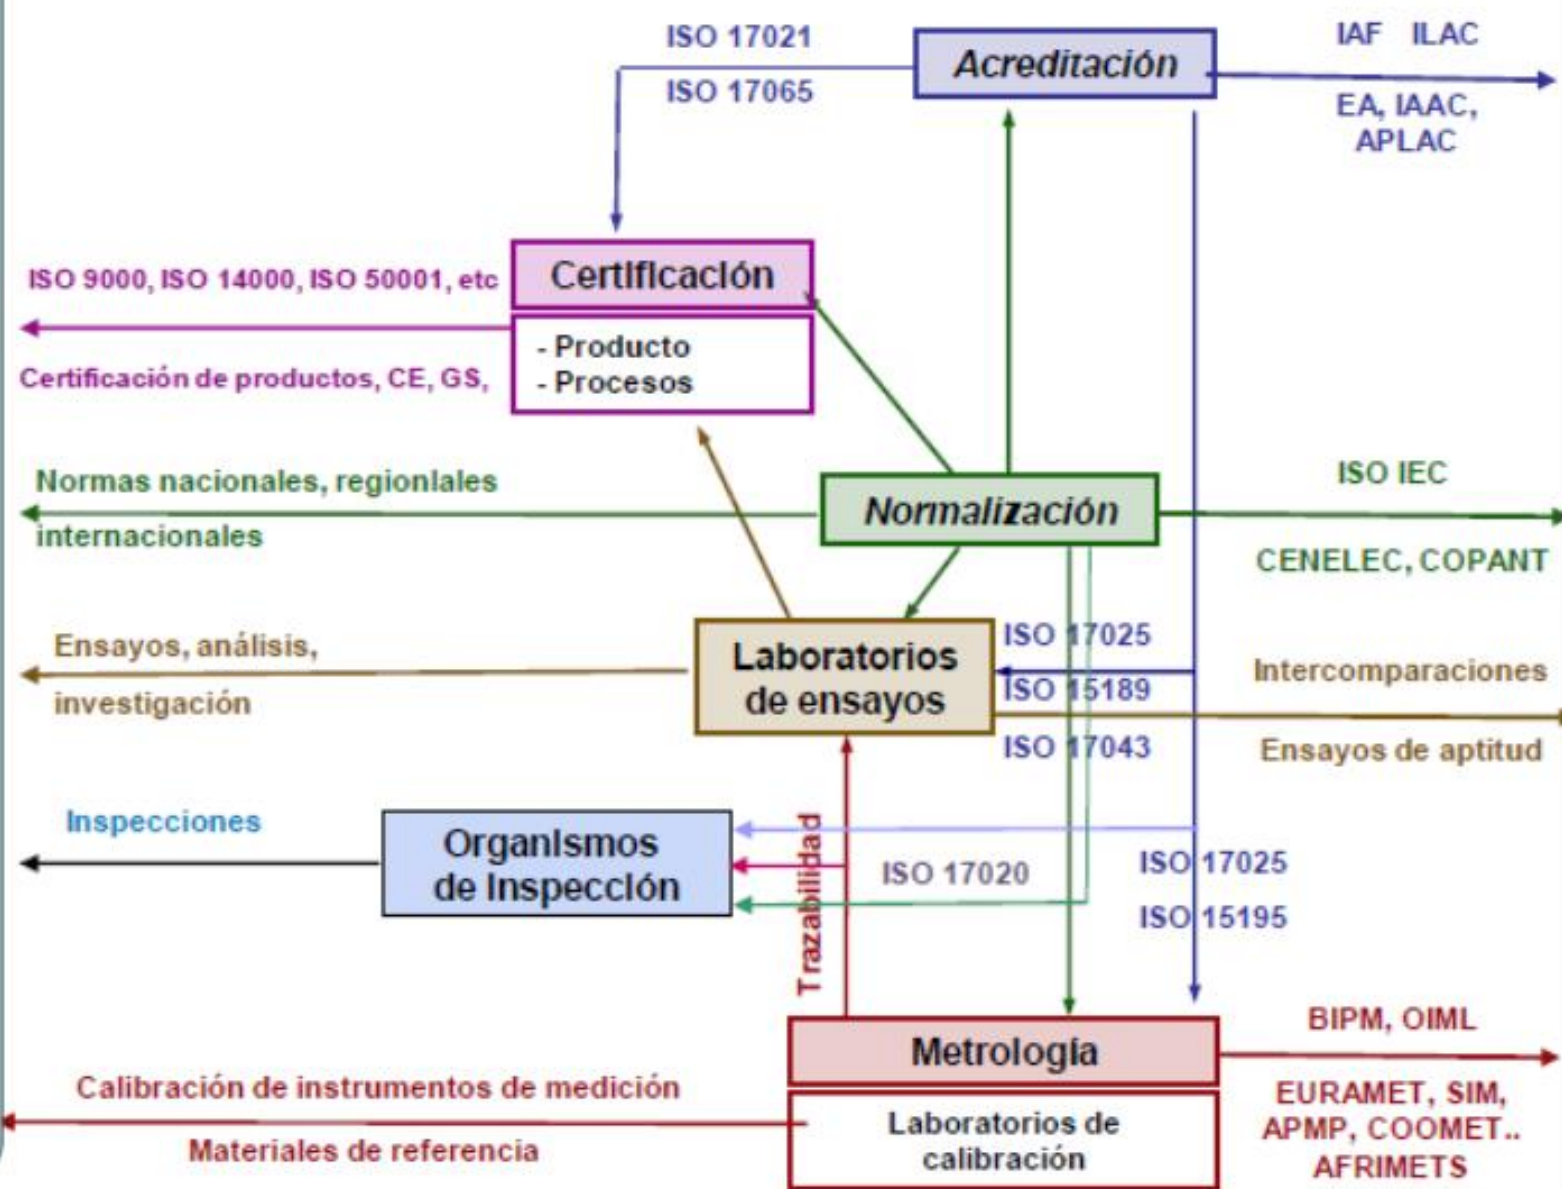 ISO 17021
ISO 17065
Acreditación
IAF ILAC
EA, IAAC,
APLAC
ISO 9000, ISO 14000, ISO 50001, etc
Certificación de productos, CE, GS,
Certificación
- Producto
- Procesos
Normas nacionales, regionlales
internacionales
Normalización
ISO IEC
CENELEC, COPANT
Ensayos, análisis,
investigación
Laboratorios
de ensayos
ISO 17025
ISO 15189
ISO 17043
Intercomparaciones
Ensayos de aptitud
Inspecciones
Organismos
de Inspección
Trazabilidad
ISO 17020
ISO 17025
ISO 15195
Calibración de instrumentos de medición
Materiales de referencia
Metrología
Laboratorios de
calibración
BIPM, OIML
EURAMET, SIM,
APMP, COOMET..
AFRIMETS